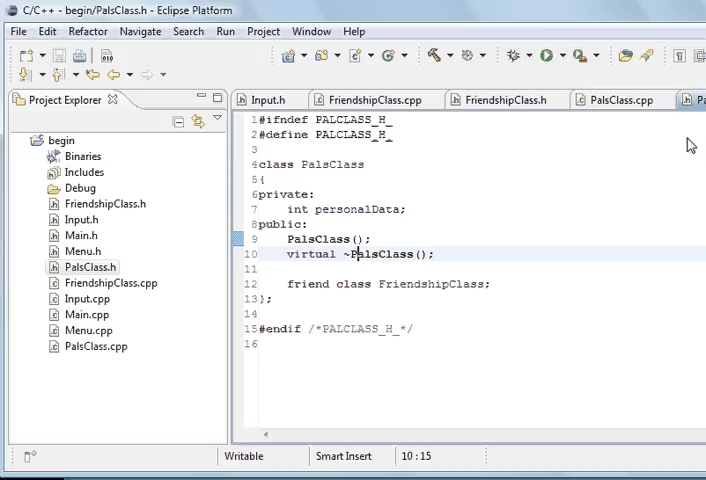 C/C++ - begin/PalsClass.h - Eclipse Platform
File Edit Refactor Navigate Search Run Project Window Help
Project Explorer
begin
Binaries
Includes
Debug
FriendshipClass.h
Input.h
Main.h
Menu.h
PalsClass.h
FriendshipClass.cpp
Input.cpp
Main.cpp
Menu.cpp
PalsClass.cpp
Input.h FriendshipClass.cpp FriendshipClass.h PalsClass.cpp Pa
1 #ifndef PALCLASS_H_
2 #define PALCLASS_H_
3
4 class PalsClass
5 {
6 private:
7 int personalData;
8 public:
9 PalsClass();
10 virtual ~PalsClass();
11
12 friend class FriendshipClass;
13 };
14
15 #endif /*PALCLASS_H_*/
16
Writable Smart Insert 10 : 15